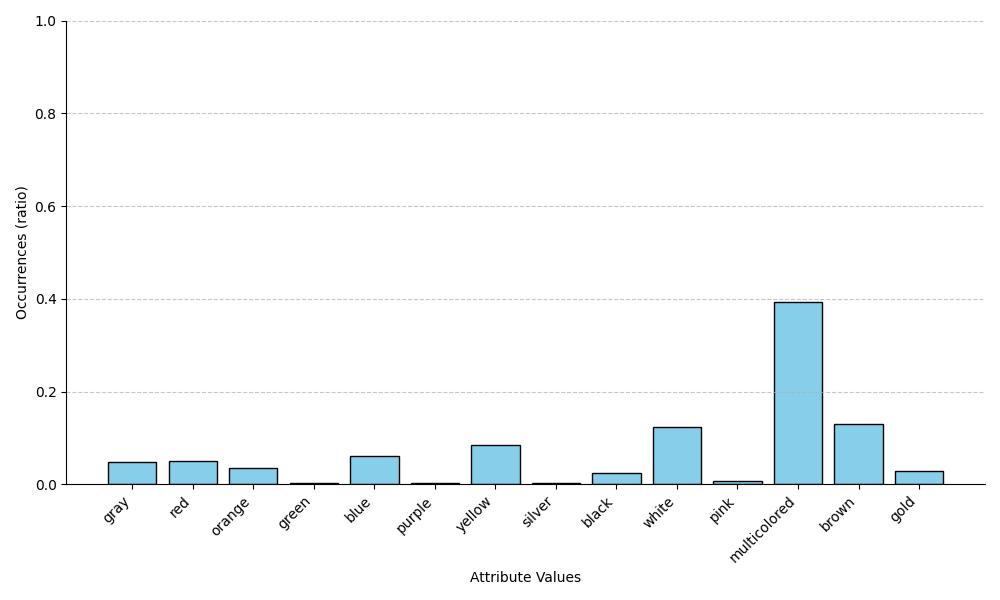 1.0
0.8
0.6
0.4
0.2
0.0
Occurrences (ratio)
gray
red
orange
green
blue
purple
yellow
silver
black
white
pink
multicolored
brown
gold
Attribute Values